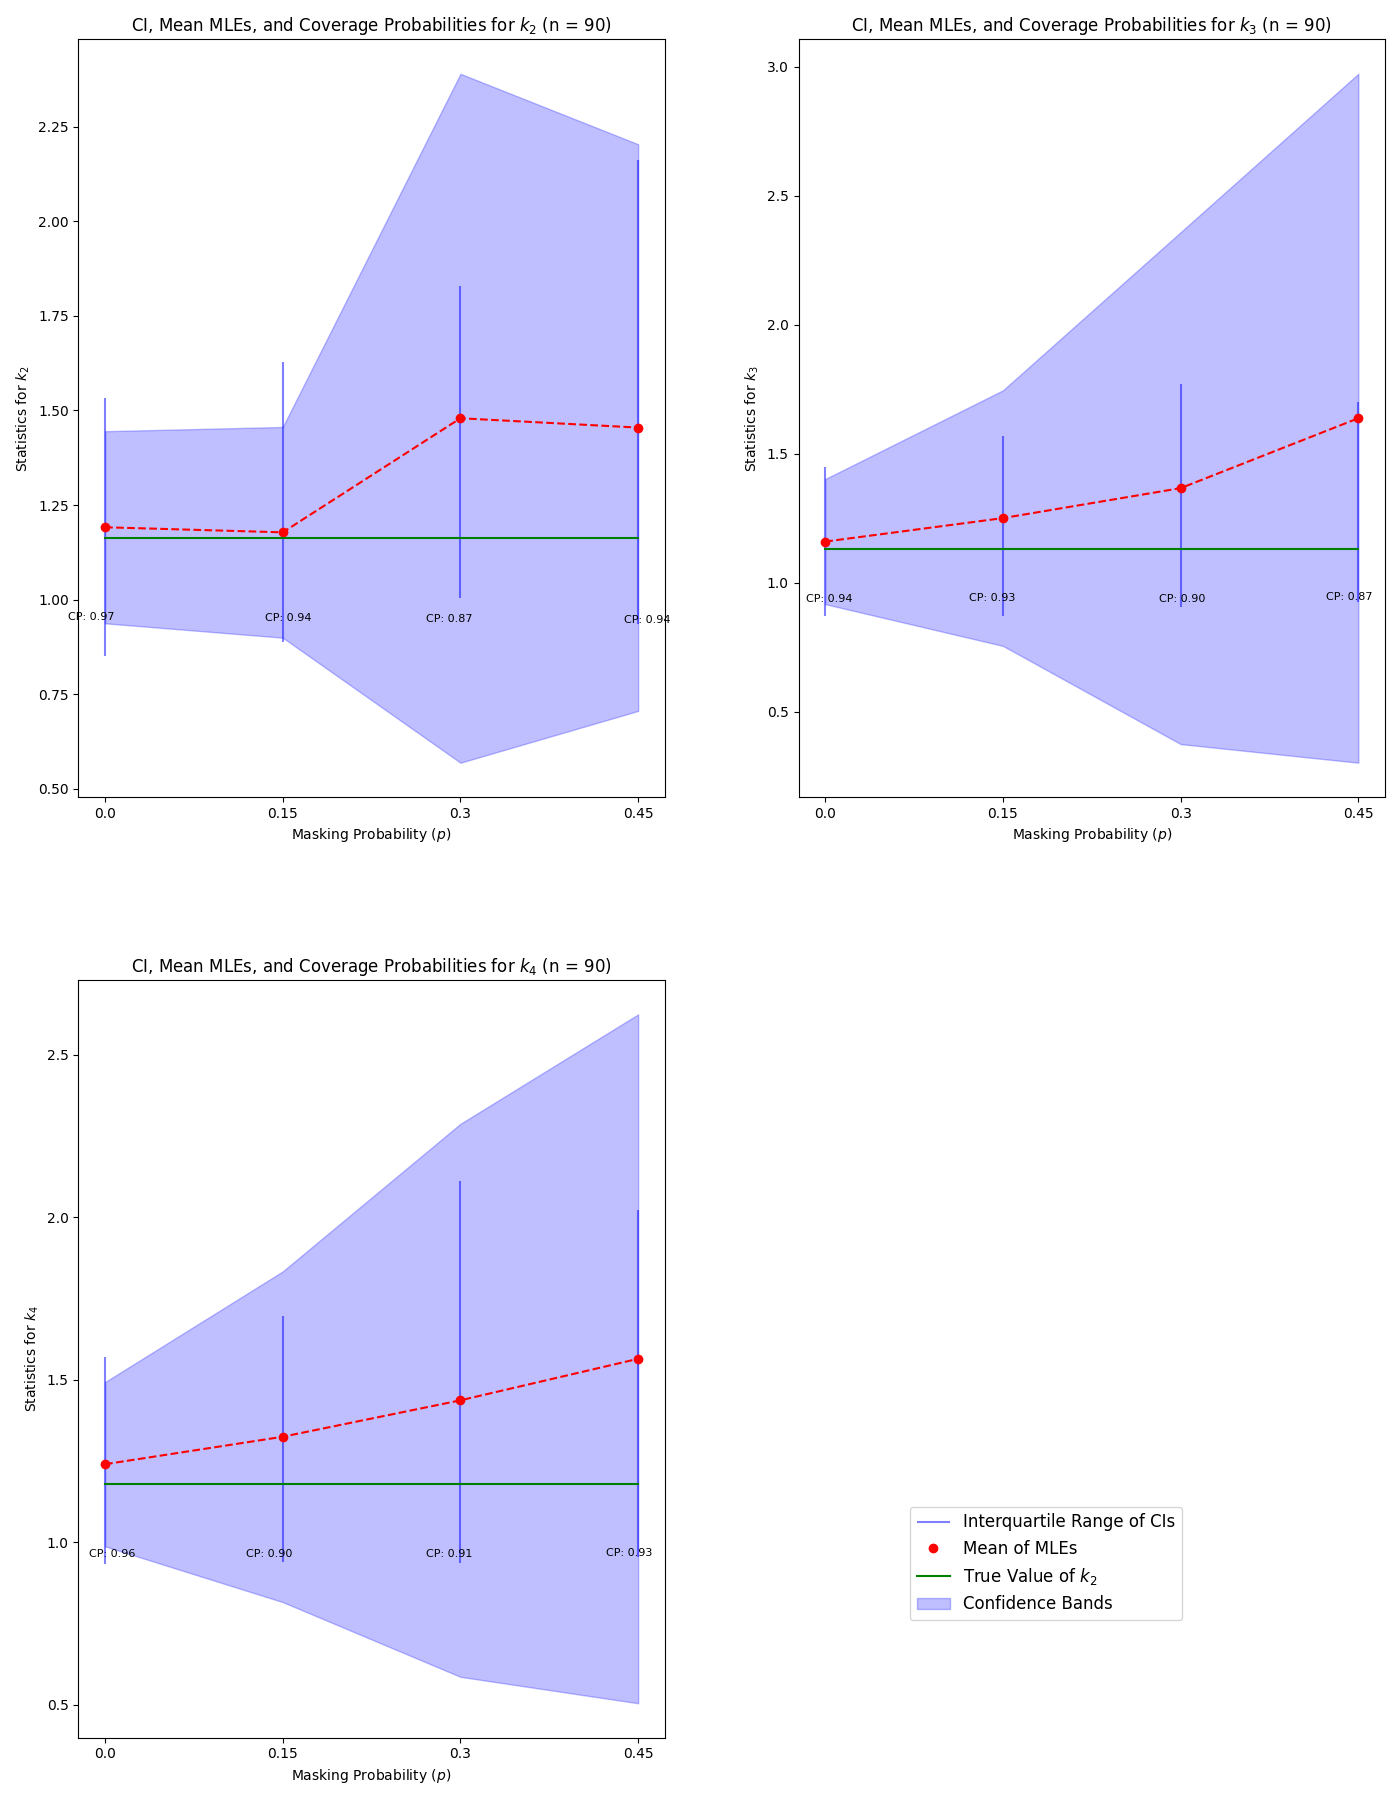 CI, Mean MLEs, and Coverage Probabilities for k₂ (n = 90)
2.25
2.00
1.75
1.50
1.25
1.00
0.75
0.50
Statistics for k₂
CP: 0.97
CP: 0.94
CP: 0.87
CP: 0.94
0.0
0.15
0.3
0.45
Masking Probability (p)
CI, Mean MLEs, and Coverage Probabilities for k₃ (n = 90)
3.0
2.5
2.0
1.5
1.0
0.5
Statistics for k₃
CP: 0.94
CP: 0.93
CP: 0.90
CP: 0.87
0.0
0.15
0.3
0.45
Masking Probability (p)
CI, Mean MLEs, and Coverage Probabilities for k₄ (n = 90)
2.5
2.0
1.5
1.0
0.5
Statistics for k₄
CP: 0.96
CP: 0.90
CP: 0.91
CP: 0.93
0.0
0.15
0.3
0.45
Masking Probability (p)
Interquartile Range of CIs
Mean of MLEs
True Value of k₂
Confidence Bands